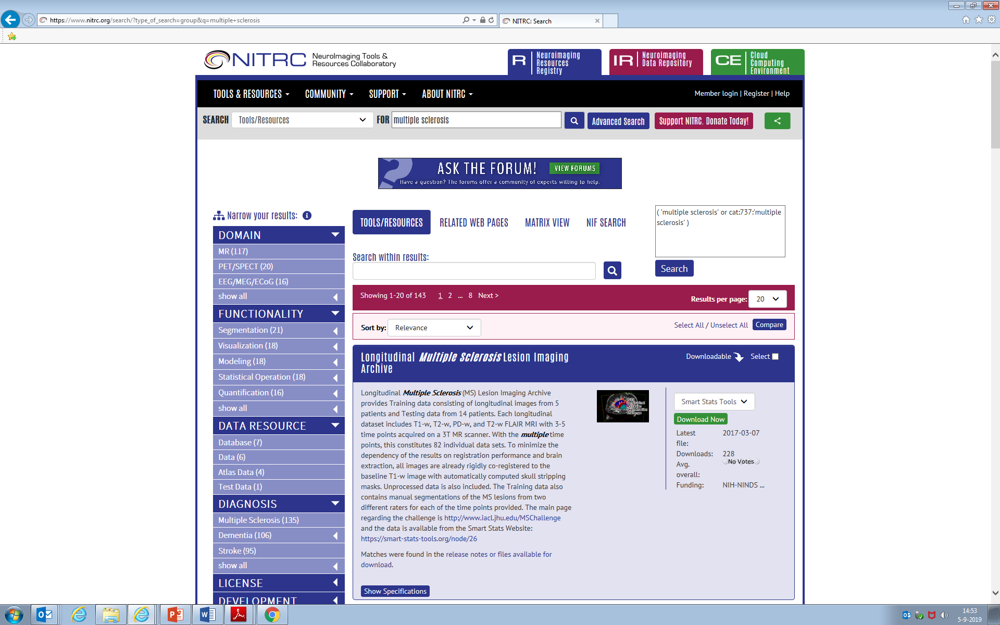 https://www.nitrc.org/search/?type_of_search=group&q=multiple+sclerosis
NITRC: Search
NITRC
NeuroImaging Tools &
Resources Collaboratory
R
Neuroimaging
Resources
Registry
IR
Neuroimaging
Data Repository
CE
Cloud
Computing
Environment
TOOLS & RESOURCES
COMMUNITY
SUPPORT
ABOUT NITRC
Member login | Register | Help
SEARCH
Tools/Resources
FOR
multiple sclerosis
Advanced Search
Support NITRC. Donate Today!
ASK THE FORUM!
VIEW FORUMS
Have a question? The forums offer a community of experts willing to help.
Narrow your results:
DOMAIN
MR (117)
PET/SPECT (20)
EEG/MEG/ECoG (16)
show all
FUNCTIONALITY
Segmentation (21)
Visualization (18)
Modeling (18)
Statistical Operation (18)
Quantification (16)
show all
DATA RESOURCE
Database (7)
Data (6)
Atlas Data (4)
Test Data (1)
DIAGNOSIS
Multiple Sclerosis (135)
Dementia (106)
Stroke (95)
show all
LICENSE
DEVELOPMENT
TOOLS/RESOURCES
RELATED WEB PAGES
MATRIX VIEW
NIF SEARCH
( 'multiple sclerosis' or cat:737:'multiple
sclerosis' )
Search
Search within results:
Showing 1-20 of 143 1 2 ... 8 Next >
Results per page: 20
Sort by: Relevance
Select All / Unselect All Compare
Longitudinal Multiple Sclerosis Lesion Imaging
Archive
Downloadable
Select
Longitudinal Multiple Sclerosis (MS) Lesion Imaging Archive
provides Training data consisting of longitudinal images from 5
patients and Testing data from 14 patients. Each longitudinal
dataset includes T1-w, T2-w, PD-w, and T2-w FLAIR MRI with 3-5
time points acquired on a 3T MR scanner. With the multiple time
points, this constitutes 82 individual data sets. To minimize the
dependency of the results on registration performance and brain
extraction, all images are already rigidly co-registered to the
baseline T1-w image with automatically computed skull stripping
masks. Unprocessed data is also included. The Training data also
contains manual segmentations of the MS lesions from two
different raters for each of the time points provided. The main page
regarding the challenge is http://www.iacl.jhu.edu/MSChallenge
and the data is available from the Smart Stats Website:
https://smart-stats-tools.org/node/26
Matches were found in the release notes or files available for
download.
Show Specifications
2015
Longitudinal
MS Lesion
Segmentation
Challenge
Smart Stats Tools
Download Now
Latest
file:
2017-03-07
Downloads: 228
Avg.
overall:
No Votes
Funding: NIH-NINDS ...
14:53
5-9-2019